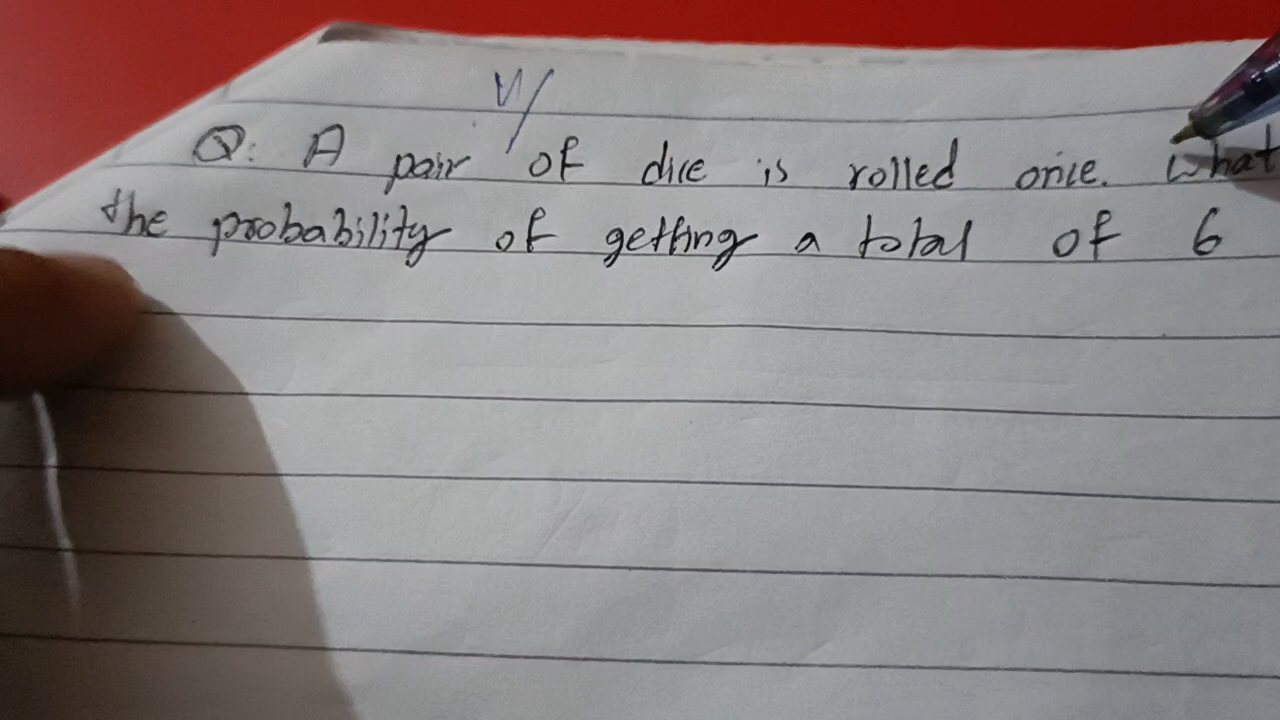 Q: A pair of dice is rolled once. What
the probability of getting a total of 6